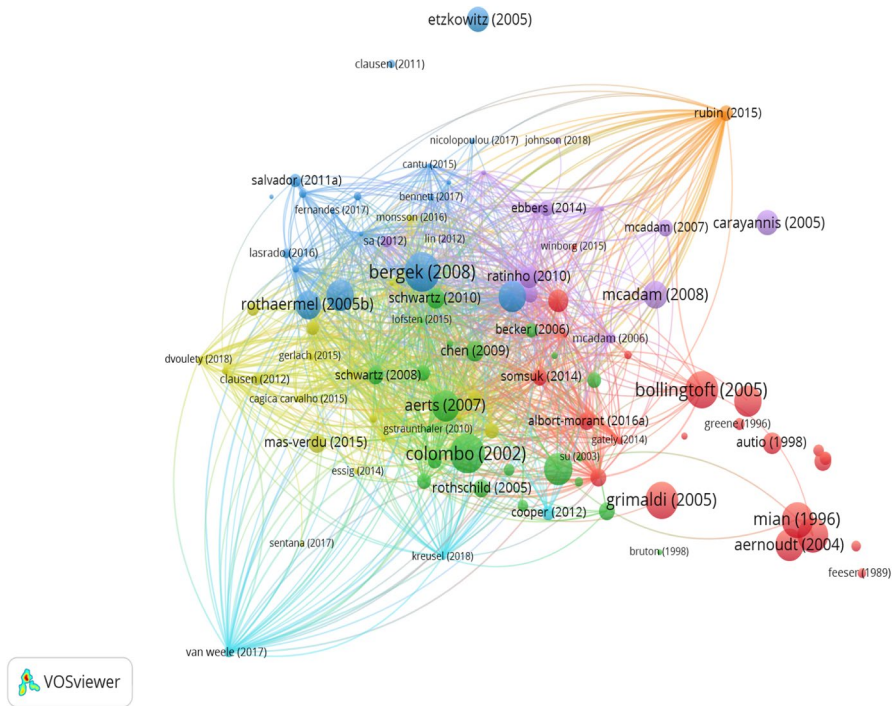 etzkowitz (2005)
clausen (2011)
rubin (2015)
nicolopoulou (2017)
johnson (2018)
cantu (2015)
salvador (2011a)
bennett (2017)
fernandes (2017)
monsson (2016)
ebbers (2014)
mcadam (2007)
carayannis (2005)
sa (2012)
lin (2012)
winborg (2015)
lasrado (2016)
bergek (2008)
ratinho (2010)
rothaermel (2005b)
schwartz (2010)
mcadam (2008)
lofsten (2015)
becker (2006)
mcadam (2006)
dvoulety (2018)
gerlach (2015)
chen (2009)
clausen (2012)
schwartz (2008)
somsuk (2014)
bollingtoft (2005)
cagica carvalho (2015)
aerts (2007)
greene (1996)
gstraunthaler (2010)
albort-morant (2016a)
mas-verdu (2015)
gately (2014)
autio (1998)
colombo (2002)
su (2003)
essig (2014)
rothschild (2005)
grimaldi (2005)
cooper (2012)
mian (1996)
sentana (2017)
aernoudt (2004)
kreusel (2018)
bruton (1998)
feeser (1989)
van weele (2017)
VOSviewer